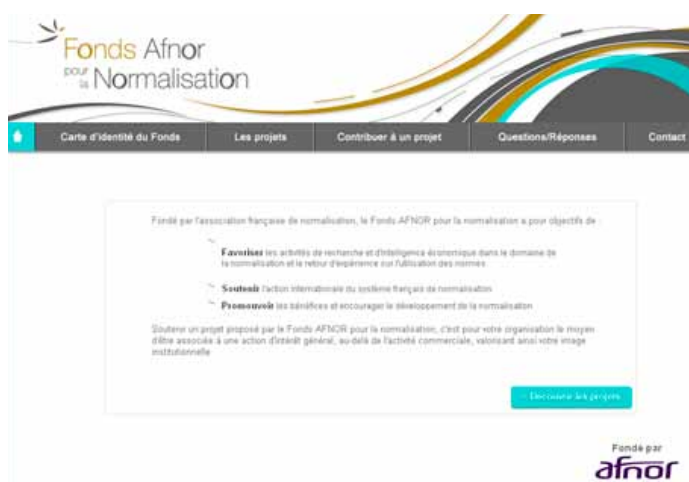 Fonds Afnor
pour la Normalisation
Carte d'identité du Fonds
Les projets
Contribuer à un projet
Questions/Réponses
Contact
Fondé par l'association française de normalisation, le Fonds AFNOR pour la normalisation a pour objectifs de
Favoriser les activités de recherche et d'intelligence économique dans le domaine de
la normalisation et le retour d'expérience sur l'utilisation des normes
Soutenir l'action internationale du système français de normalisation
Promouvoir les bénéfices et encourager le développement de la normalisation
Soutenir un projet proposé par le Fonds AFNOR pour la normalisation, c'est pour votre organisation le moyen
d'être associée à une action d'intérêt général, au-delà de l'activité commerciale, valorisant ainsi votre image
institutionnelle
Découvrir les projets
Fondé par
afnor